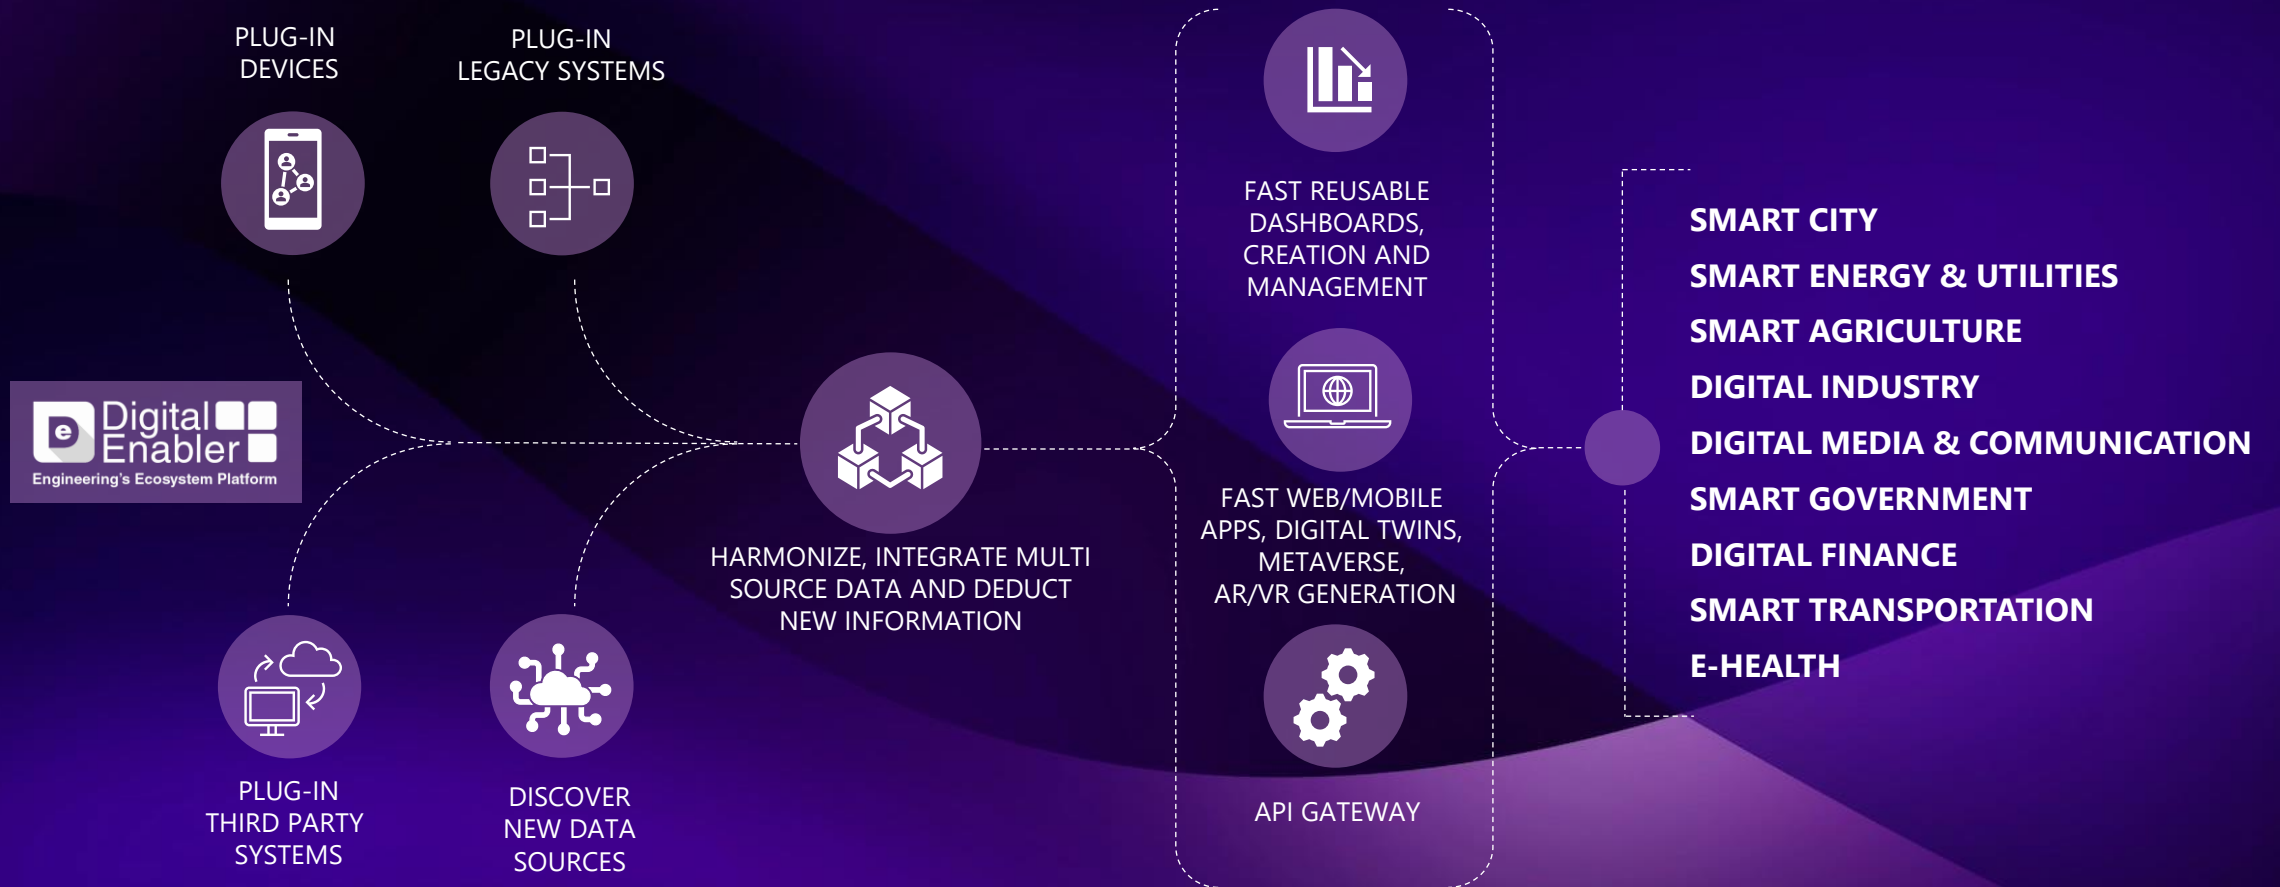 PLUG-IN
DEVICES
PLUG-IN
LEGACY SYSTEMS
Digital
Enabler
Engineering's Ecosystem Platform
PLUG-IN
THIRD PARTY
SYSTEMS
DISCOVER
NEW DATA
SOURCES
HARMONIZE, INTEGRATE MULTI
SOURCE DATA AND DEDUCT
NEW INFORMATION
FAST REUSABLE
DASHBOARDS,
CREATION AND
MANAGEMENT
FAST WEB/MOBILE
APPS, DIGITAL TWINS,
METAVERSE,
AR/VR GENERATION
API GATEWAY
SMART CITY
SMART ENERGY & UTILITIES
SMART AGRICULTURE
DIGITAL INDUSTRY
DIGITAL MEDIA & COMMUNICATION
SMART GOVERNMENT
DIGITAL FINANCE
SMART TRANSPORTATION
E-HEALTH